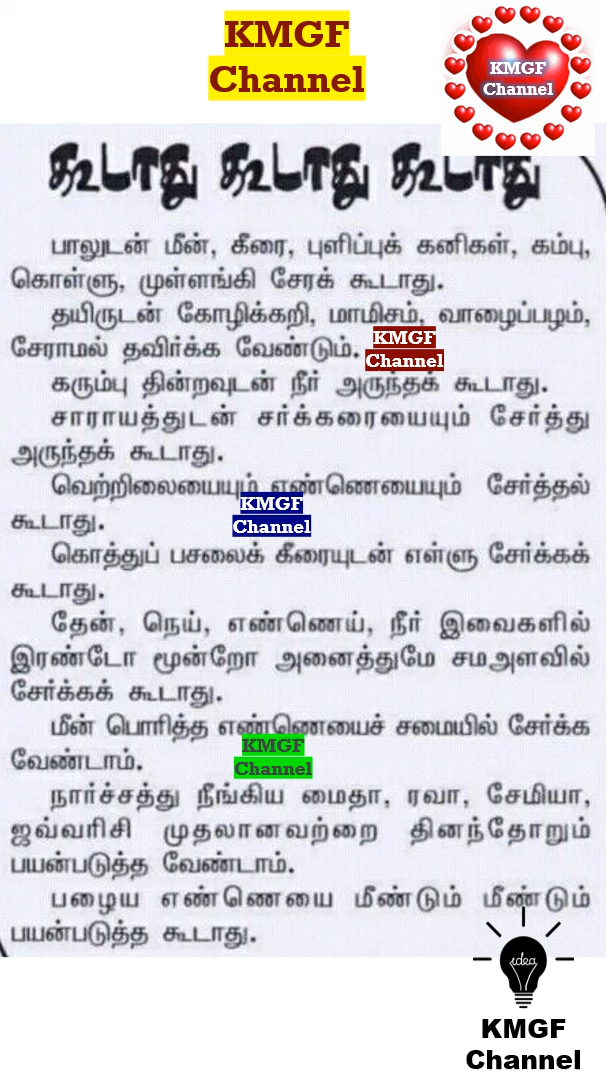 KMGF
Channel
KMGF
Channel
கூடாது கூடாது கூடாது
பாலுடன் மீன், கீரை, புளிப்புக் கனிகள், கம்பு,
கொள்ளு, முள்ளங்கி சேரக் கூடாது.
தயிருடன் கோழிக்கறி, மாமிசம், வாழைப்பழம்,
சேராமல் தவிர்க்க வேண்டும்.
KMGF
Channel
கரும்பு தின்றவுடன் நீர் அருந்தக் கூடாது.
சாராயத்துடன் சர்க்கரையையும் சேர்த்து
அருந்தக் கூடாது.
வெற்றிலையையும் எண்ணெயையும் சேர்த்தல்
கூடாது.
KMGF
Channel
கொத்துப் பசலைக் கீரையுடன் எள்ளு சேர்க்கக்
கூடாது.
தேன், நெய், எண்ணெய், நீர் இவைகளில்
இரண்டோ மூன்றோ அனைத்துமே சமஅளவில்
சேர்க்கக் கூடாது.
மீன் பொரித்த எண்ணெயைச் சமையில் சேர்க்க
வேண்டாம்.
KMGF
Channel
நார்ச்சத்து நீங்கிய மைதா, ரவா, சேமியா,
ஜவ்வரிசி முதலானவற்றை தினந்தோறும்
பயன்படுத்த வேண்டாம்.
பழைய எண்ணெயை மீண்டும் மீண்டும்
பயன்படுத்த கூடாது.
idea
KMGF
Channel